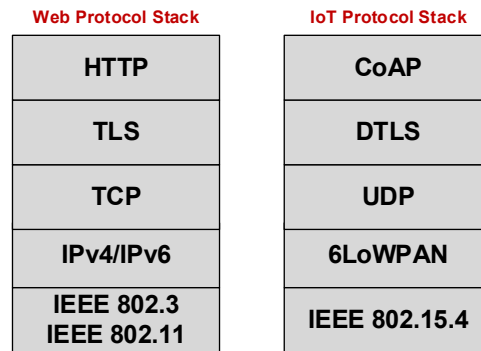 Web Protocol Stack
HTTP
TLS
TCP
IPv4/IPv6
IEEE 802.3
IEEE 802.11
IoT Protocol Stack
CoAP
DTLS
UDP
6LoWPAN
IEEE 802.15.4